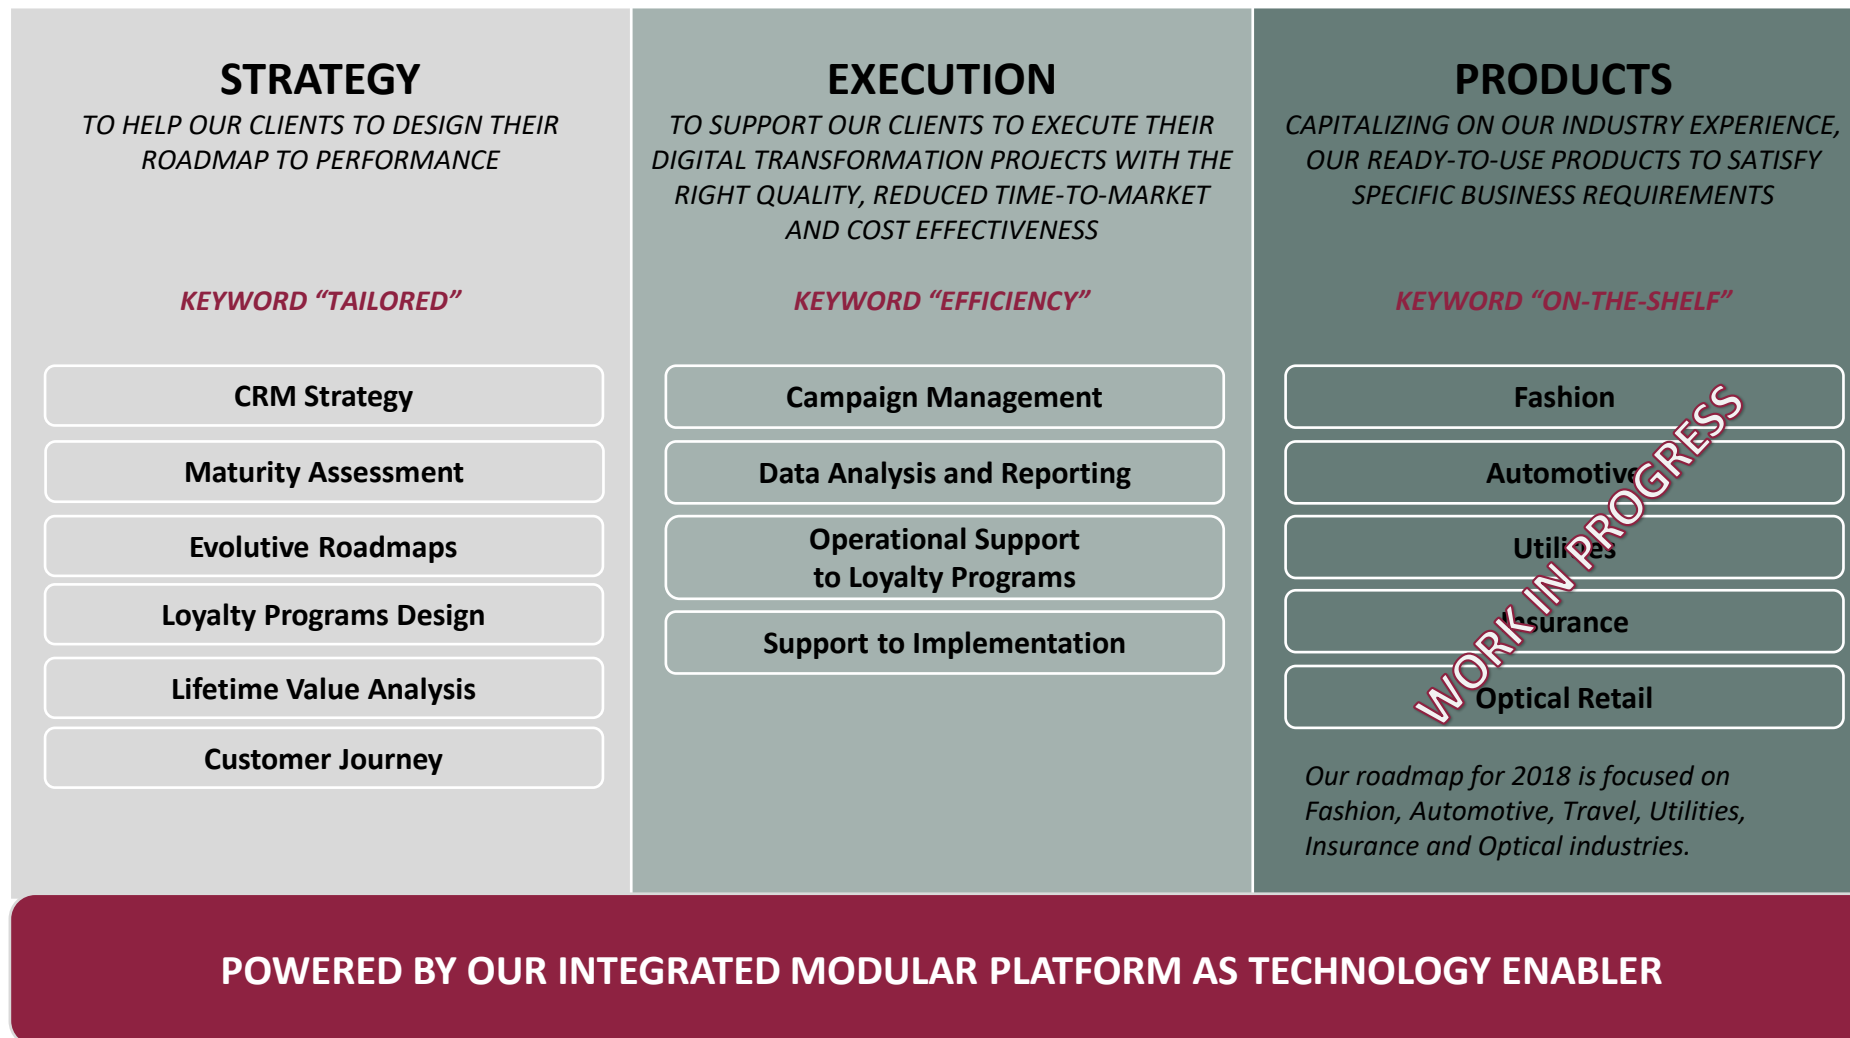 STRATEGY
TO HELP OUR CLIENTS TO DESIGN THEIR
ROADMAP TO PERFORMANCE
KEYWORD “TAILORED”
CRM Strategy
Maturity Assessment
Evolutive Roadmaps
Loyalty Programs Design
Lifetime Value Analysis
Customer Journey
EXECUTION
TO SUPPORT OUR CLIENTS TO EXECUTE THEIR
DIGITAL TRANSFORMATION PROJECTS WITH THE
RIGHT QUALITY, REDUCED TIME-TO-MARKET
AND COST EFFECTIVENESS
KEYWORD “EFFICIENCY”
Campaign Management
Data Analysis and Reporting
Operational Support
to Loyalty Programs
Support to Implementation
PRODUCTS
CAPITALIZING ON OUR INDUSTRY EXPERIENCE,
OUR READY-TO-USE PRODUCTS TO SATISFY
SPECIFIC BUSINESS REQUIREMENTS
KEYWORD “ON-THE-SHELF”
Fashion
Automotive
Utilities
Insurance
Optical Retail
WORK IN PROGRESS
Our roadmap for 2018 is focused on
Fashion, Automotive, Travel, Utilities,
Insurance and Optical industries.
POWERED BY OUR INTEGRATED MODULAR PLATFORM AS TECHNOLOGY ENABLER